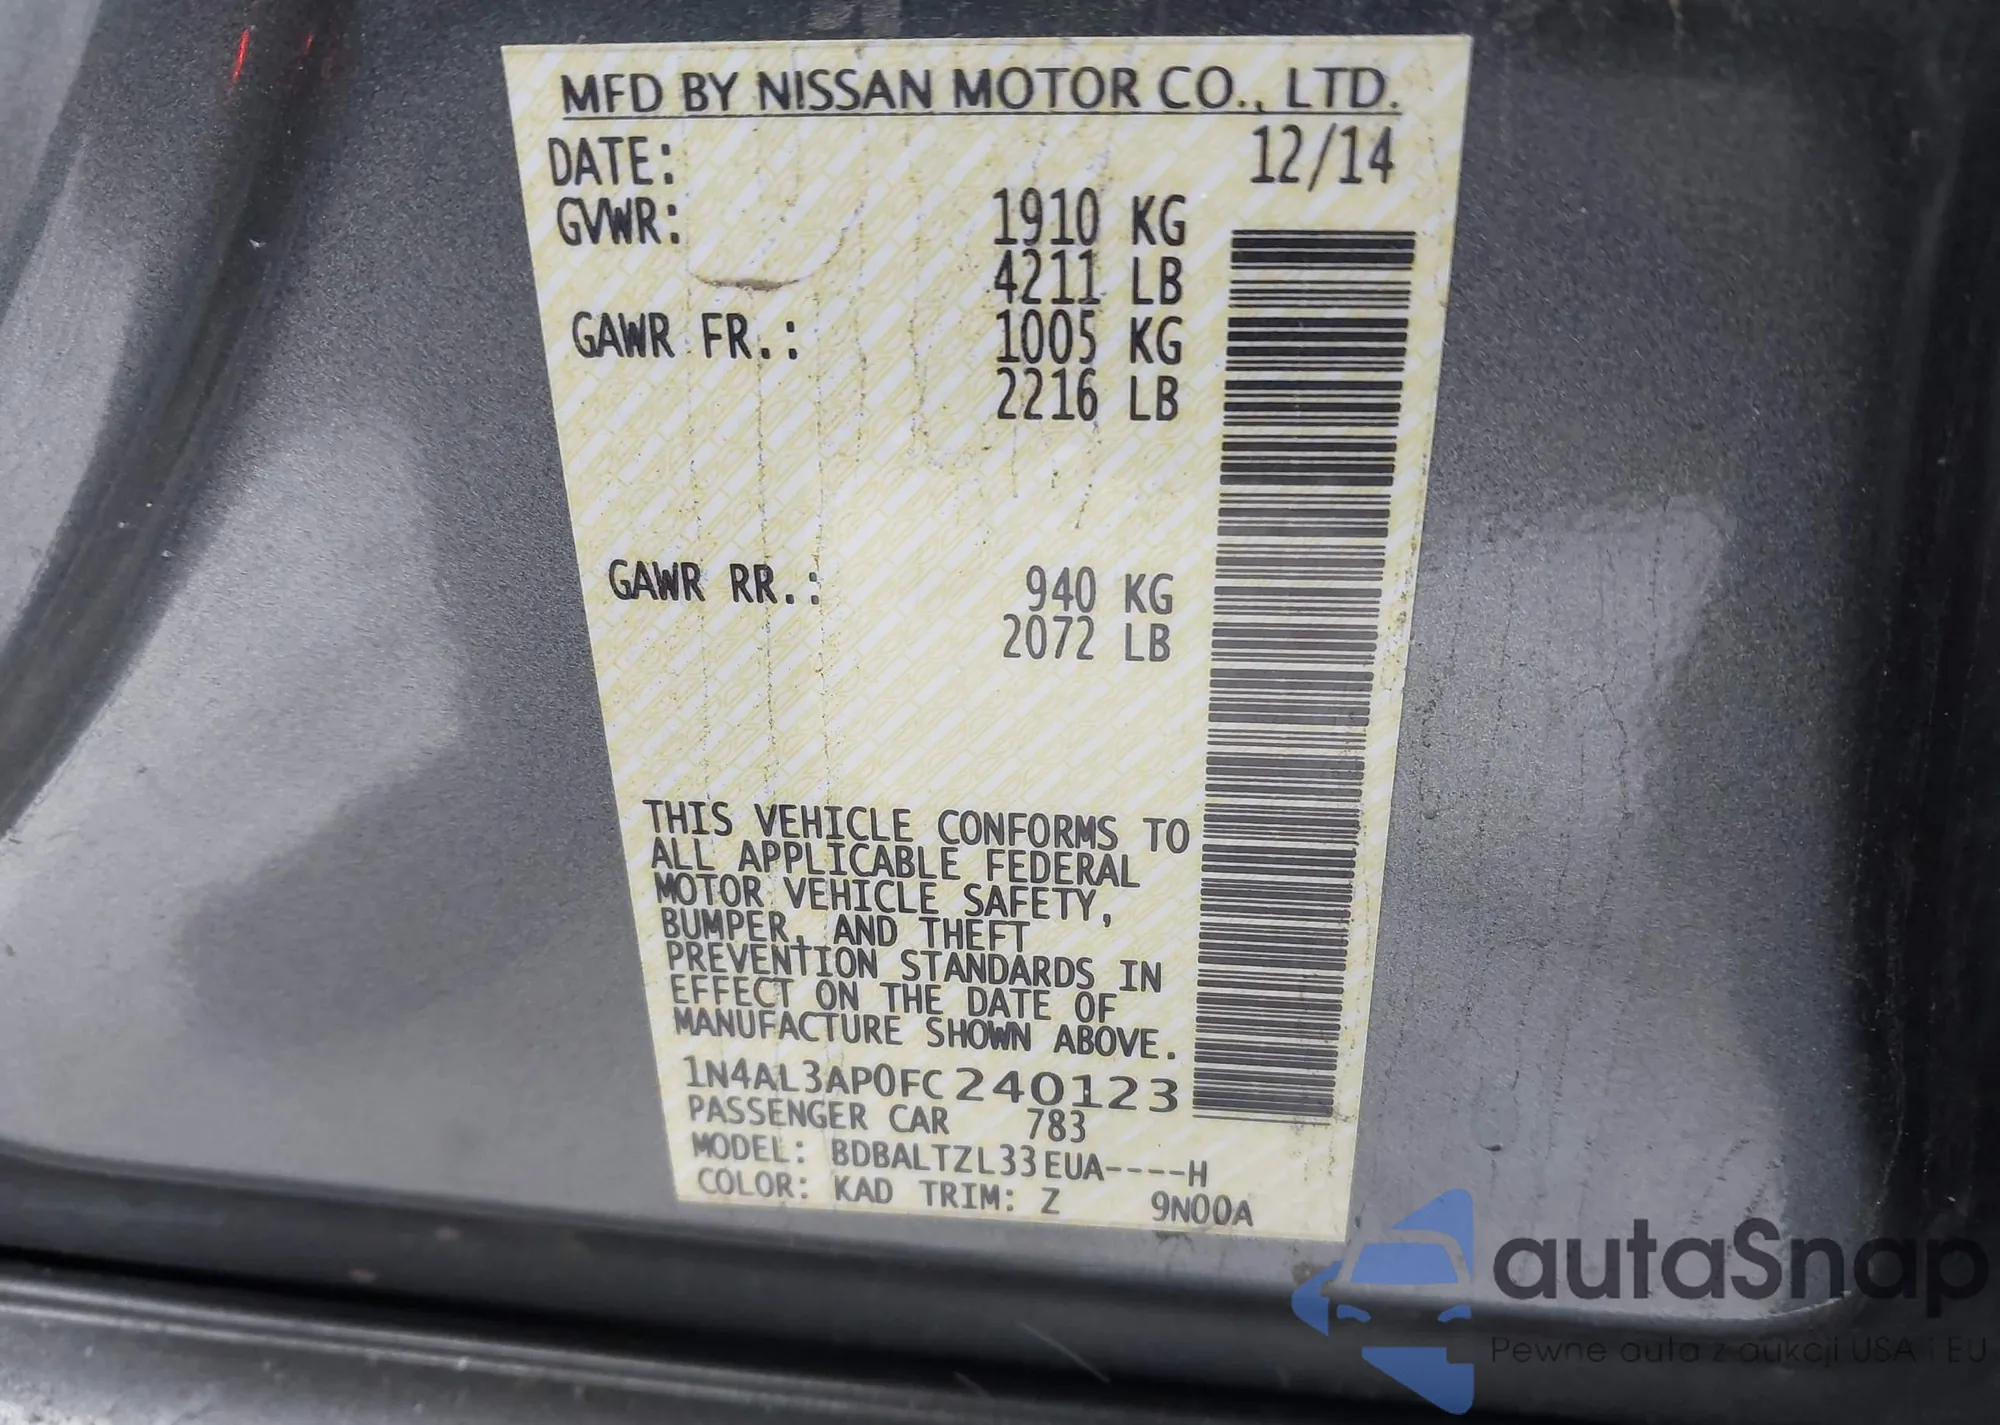 MFD BY NISSAN MOTOR CO., LTD.
DATE: 12/14
GVWR: 1910 KG
4211 LB
GAWR FR.: 1005 KG
2216 LB
GAWR RR.: 940 KG
2072 LB
THIS VEHICLE CONFORMS TO
ALL APPLICABLE FEDERAL
MOTOR VEHICLE SAFETY,
BUMPER, AND THEFT
PREVENTION STANDARDS IN
EFFECT ON THE DATE OF
MANUFACTURE SHOWN ABOVE.
1N4AL3AP0FC240123
PASSENGER CAR 783
MODEL: BDBALTZL33EUA----H
COLOR: KAD TRIM: Z 9N00A
autaSnap
Pewne auta z aukcji USA i EU